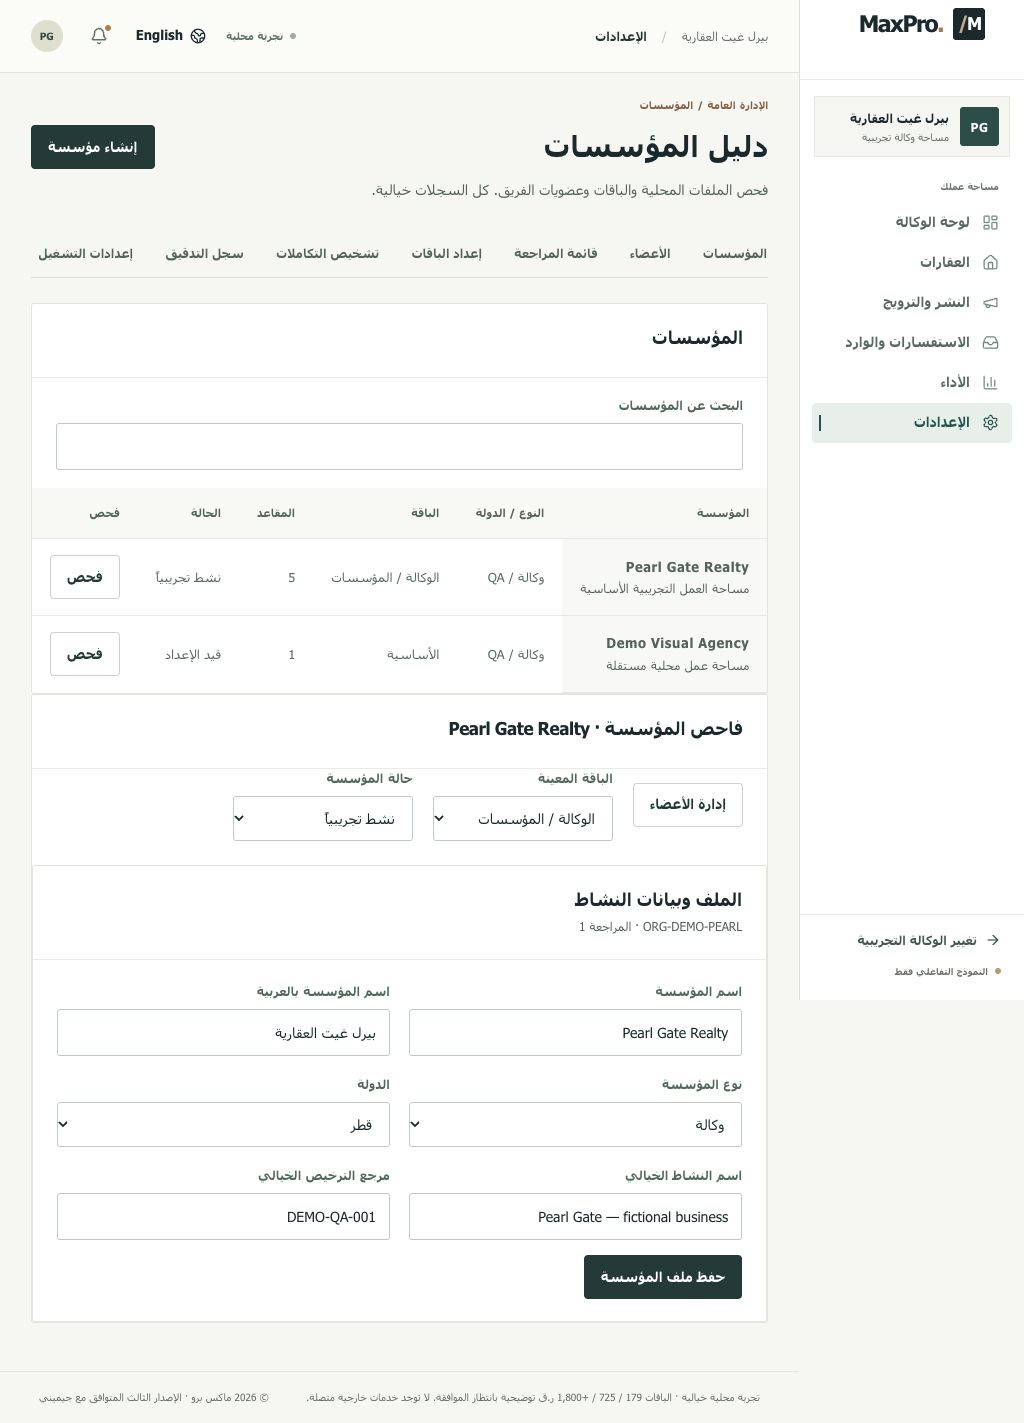 MaxPro. /M
PG
بيرل غيت العقارية
مساحة وكالة تجريبية
مساحة عملك
لوحة الوكالة
العقارات
النشر والترويج
الاستفسارات والوارد
الأداء
الإعدادات
تغيير الوكالة التجريبية
النموذج التفاعلي فقط
بيرل غيت العقارية / الإعدادات
تجربة محلية
English
PG
الإدارة العامة / المؤسسات
دليل المؤسسات
فحص الملفات المحلية والباقات وعضويات الفريق. كل السجلات خيالية.
إنشاء مؤسسة
المؤسسات الأعضاء قائمة المراجعة إعداد الباقات تشخيص التكاملات سجل التدقيق إعدادات التشغيل
المؤسسات
البحث عن المؤسسات
المؤسسة النوع / الدولة الباقة المقاعد الحالة فحص
Pearl Gate Realty
مساحة العمل التجريبية الأساسية
وكالة / QA الوكالة / المؤسسات 5 نشط تجريبياً فحص
Demo Visual Agency
مساحة عمل محلية مستقلة
وكالة / QA الأساسية 1 قيد الإعداد فحص
فاحص المؤسسة · Pearl Gate Realty
إدارة الأعضاء
الباقة المعينة
الوكالة / المؤسسات
حالة المؤسسة
نشط تجريبياً
الملف وبيانات النشاط
ORG-DEMO-PEARL · المراجعة 1
اسم المؤسسة اسم المؤسسة بالعربية
Pearl Gate Realty بيرل غيت العقارية
نوع المؤسسة الدولة
وكالة قطر
اسم النشاط الخيالي مرجع الترخيص الخيالي
Pearl Gate — fictional business DEMO-QA-001
حفظ ملف المؤسسة
تجربة محلية خيالية · الباقات 179 / 725 / +1,800 ر.ق توضيحية بانتظار الموافقة. لا توجد خدمات خارجية متصلة.
© 2026 ماكس برو · الإصدار الثالث المتوافق مع جيميني